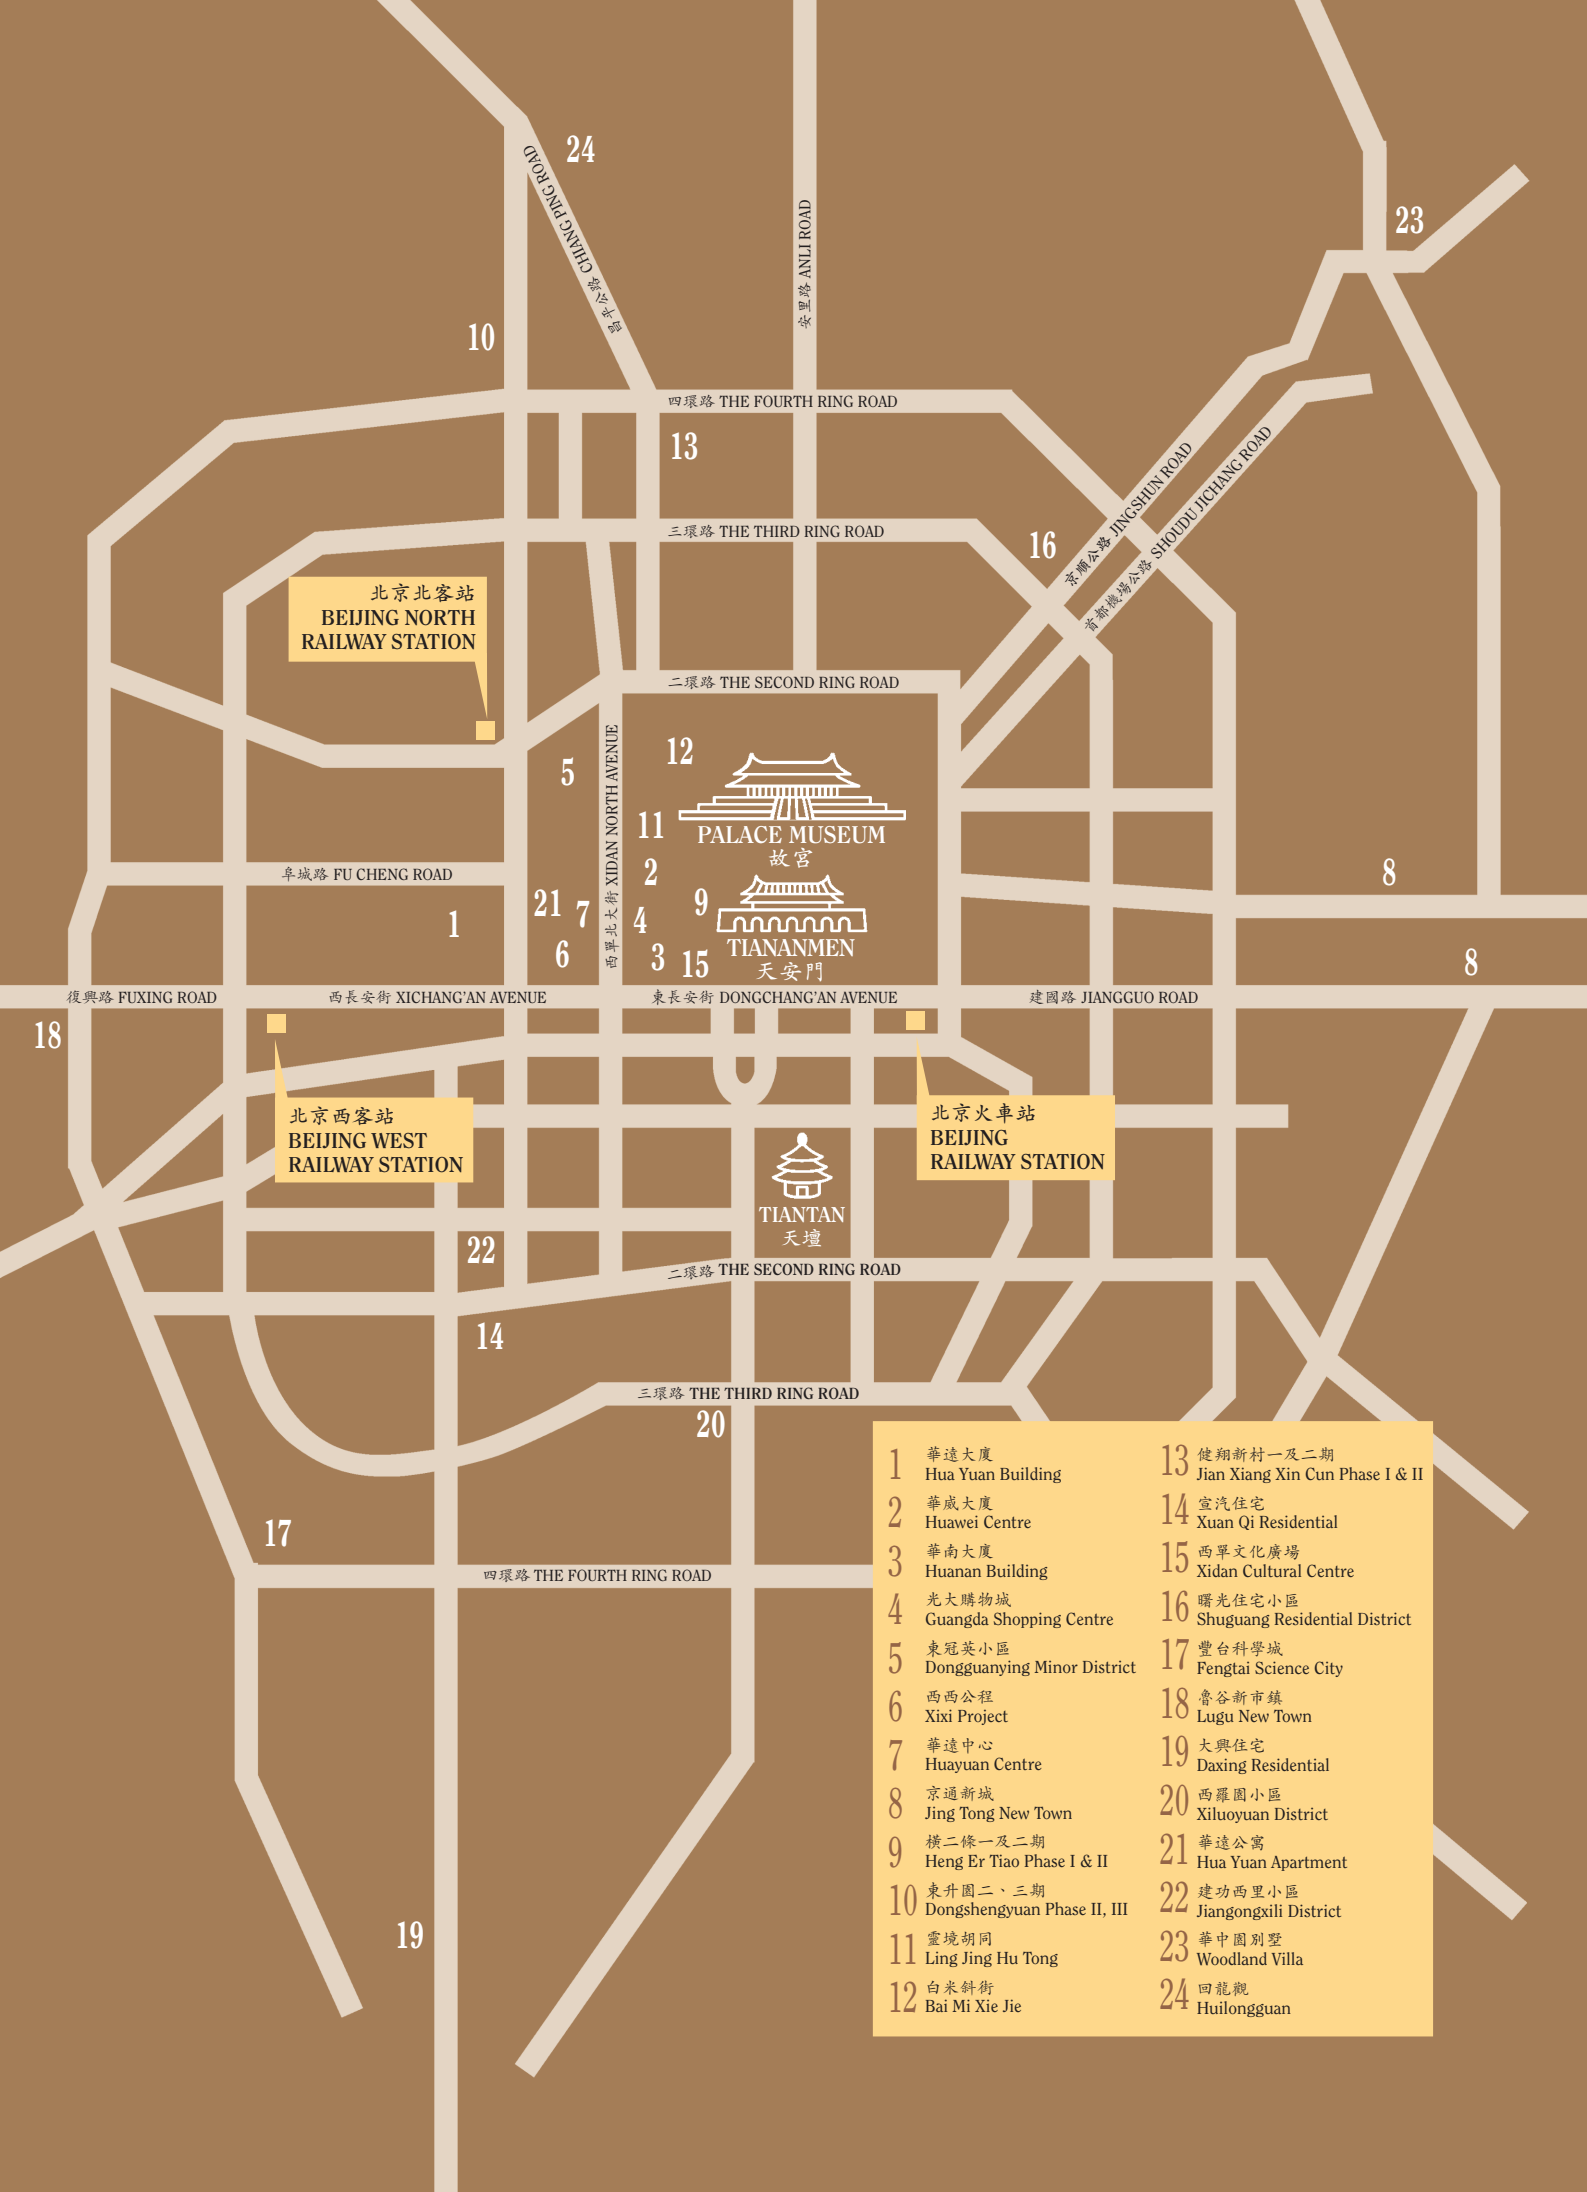 24
昌平公路 CHANG PING ROAD
安里路 ANLI ROAD
23
10
四環路 THE FOURTH RING ROAD
13
三環路 THE THIRD RING ROAD
16
京順公路 JINGSHUN ROAD
首都機場公路 SHOUDU JICHANG ROAD
北京北客站
BEIJING NORTH
RAILWAY STATION
二環路 THE SECOND RING ROAD
西單北大街 XIDAN NORTH AVENUE
5
12
11
PALACE MUSEUM
故宮
2
阜城路 FU CHENG ROAD
8
1
21
7
4
9
6
3
15
TIANANMEN
天安門
8
復興路 FUXING ROAD
西長安街 XICHANG'AN AVENUE
東長安街 DONGCHANG'AN AVENUE
建國路 JIANGGUO ROAD
18
北京西客站
BEIJING WEST
RAILWAY STATION
北京火車站
BEIJING
RAILWAY STATION
TIANTAN
天壇
22
二環路 THE SECOND RING ROAD
14
三環路 THE THIRD RING ROAD
20
17
四環路 THE FOURTH RING ROAD
19
1 華遠大廈
Hua Yuan Building
2 華威大廈
Huawei Centre
3 華南大廈
Huanan Building
4 光大購物城
Guangda Shopping Centre
5 東冠英小區
Dongguanying Minor District
6 西西公程
Xixi Project
7 華遠中心
Huayuan Centre
8 京通新城
Jing Tong New Town
9 橫二條一及二期
Heng Er Tiao Phase I & II
10 東升園二、三期
Dongshengyuan Phase II, III
11 靈境胡同
Ling Jing Hu Tong
12 白米斜街
Bai Mi Xie Jie
13 健翔新村一及二期
Jian Xiang Xin Cun Phase I & II
14 宣汽住宅
Xuan Qi Residential
15 西單文化廣場
Xidan Cultural Centre
16 曙光住宅小區
Shuguang Residential District
17 豐台科學城
Fengtai Science City
18 魯谷新市鎮
Lugu New Town
19 大興住宅
Daxing Residential
20 西羅園小區
Xiluoyuan District
21 華遠公寓
Hua Yuan Apartment
22 建功西里小區
Jiangongxili District
23 華中園別墅
Woodland Villa
24 回龍觀
Huilongguan